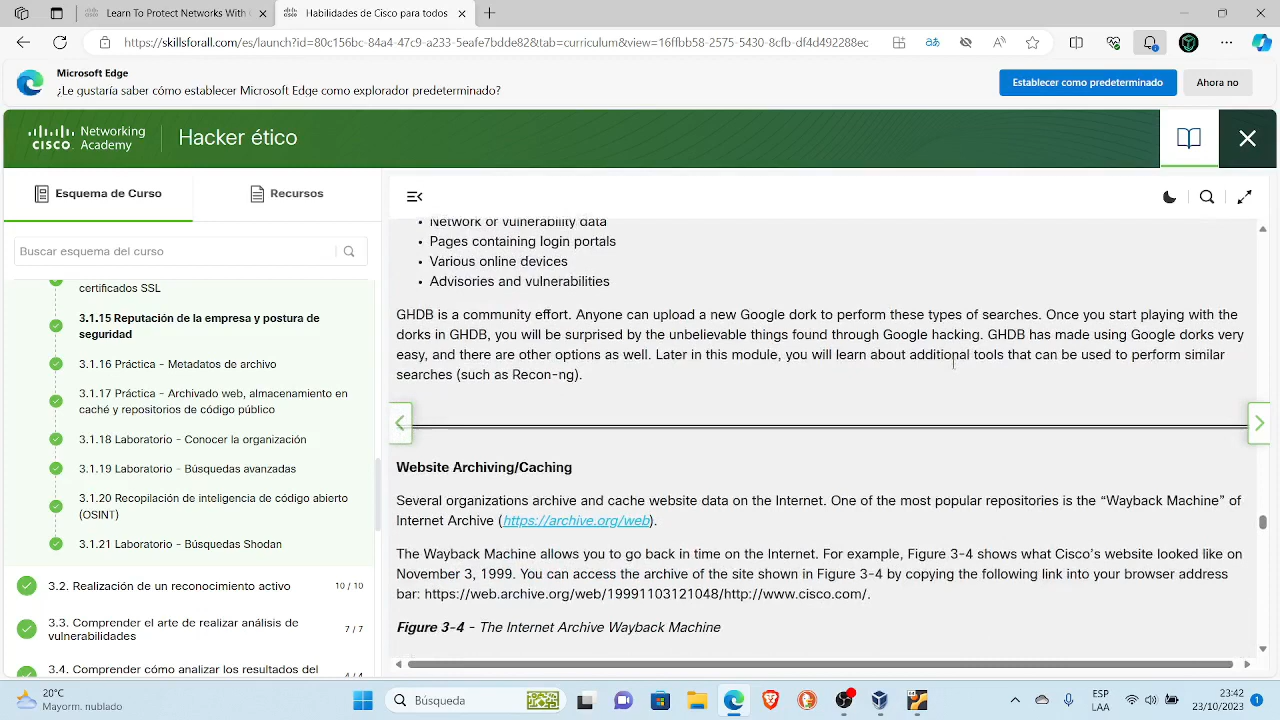 Learn To Protect Networks With
Habilidades de Cisco para todos
https://skillsforall.com/es/launch?id=80c156bc-84a4-47c9-a233-5eafe7bdde82&tab=curriculum&view=16ffbb58-2575-5430-8cfb-df4d492288ec
Microsoft Edge
¿Le gustaría saber cómo establecer Microsoft Edge como explorador predeterminado?
Establecer como predeterminado
Ahora no
Networking
CISCO Academy
Hacker ético
Esquema de Curso
Recursos
Buscar esquema del curso
certificados SSL
3.1.15 Reputación de la empresa y postura de
seguridad
3.1.16 Práctica - Metadatos de archivo
3.1.17 Práctica - Archivado web, almacenamiento en
caché y repositorios de código público
3.1.18 Laboratorio - Conocer la organización
3.1.19 Laboratorio - Búsquedas avanzadas
3.1.20 Recopilación de inteligencia de código abierto
(OSINT)
3.1.21 Laboratorio - Búsquedas Shodan
3.2. Realización de un reconocimiento activo 10 / 10
3.3. Comprender el arte de realizar análisis de
vulnerabilidades 7 / 7
3.4. Comprender cómo analizar los resultados del 4 / 4
• Network or vulnerability data
• Pages containing login portals
• Various online devices
• Advisories and vulnerabilities
GHDB is a community effort. Anyone can upload a new Google dork to perform these types of searches. Once you start playing with the
dorks in GHDB, you will be surprised by the unbelievable things found through Google hacking. GHDB has made using Google dorks very
easy, and there are other options as well. Later in this module, you will learn about additional tools that can be used to perform similar
searches (such as Recon-ng).
Website Archiving/Caching
Several organizations archive and cache website data on the Internet. One of the most popular repositories is the “Wayback Machine” of
Internet Archive (https://archive.org/web).
The Wayback Machine allows you to go back in time on the Internet. For example, Figure 3-4 shows what Cisco’s website looked like on
November 3, 1999. You can access the archive of the site shown in Figure 3-4 by copying the following link into your browser address
bar: https://web.archive.org/web/19991103121048/http://www.cisco.com/.
Figure 3-4 - The Internet Archive Wayback Machine
20°C
Mayorm. nublado
Búsqueda
ESP
LAA
23:42
23/10/2023
1